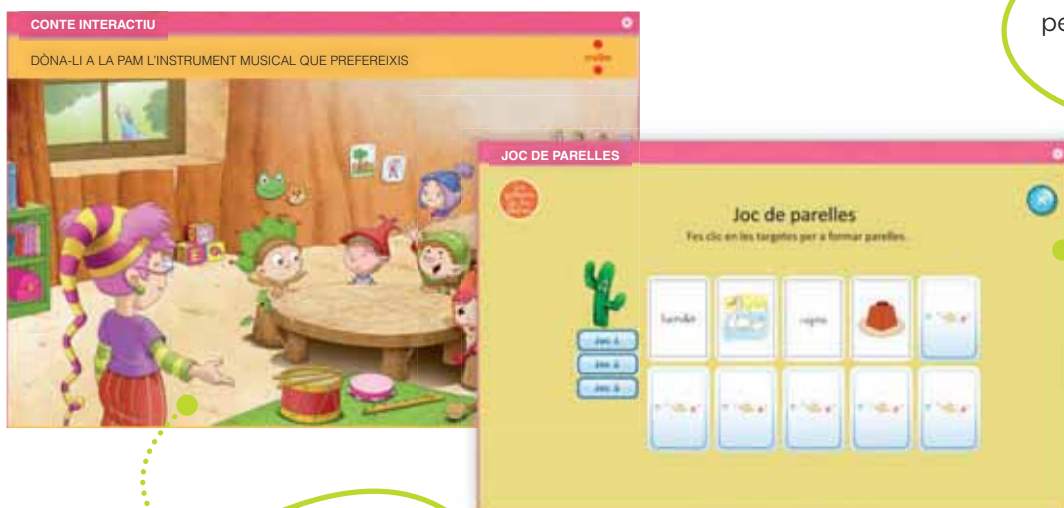 CONTE INTERACTIU
DÒNA-LI A LA PAM L'INSTRUMENT MUSICAL QUE PREFEREIXIS
pe
JOC DE PARELLES
Joc de parelles
Fes clic en les targetes per a formar parelles.
Joc 1
Joc 2
Joc 3